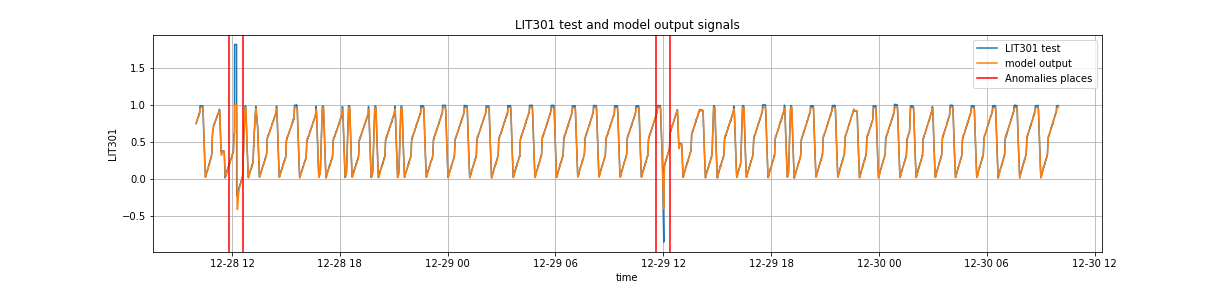 LIT301 test and model output signals
LIT301 test
model output
Anomalies places
1.5
1.0
0.5
0.0
−0.5
LIT301
12-28 12
12-28 18
12-29 00
12-29 06
12-29 12
12-29 18
12-30 00
12-30 06
12-30 12
time